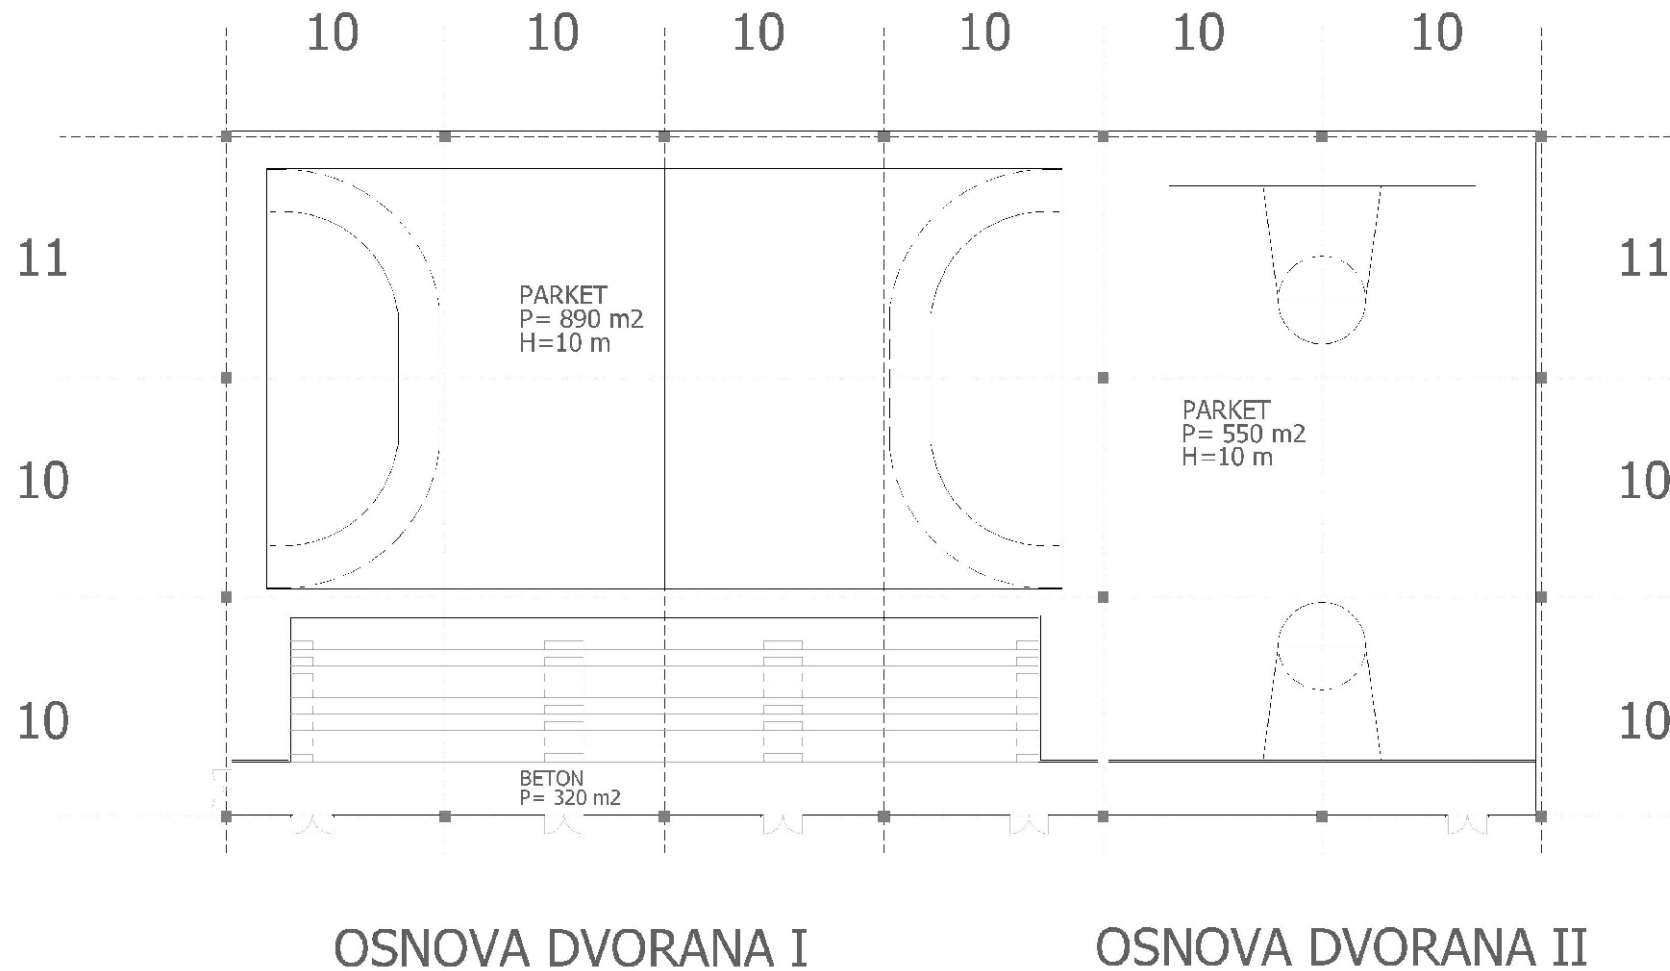 10 10 10 10 10 10
11 11
PARKET
P= 890 m2
H=10 m
PARKET
P= 550 m2
H=10 m
10 10
10 10
BETON
P= 320 m2
OSNOVA DVORANA I OSNOVA DVORANA II